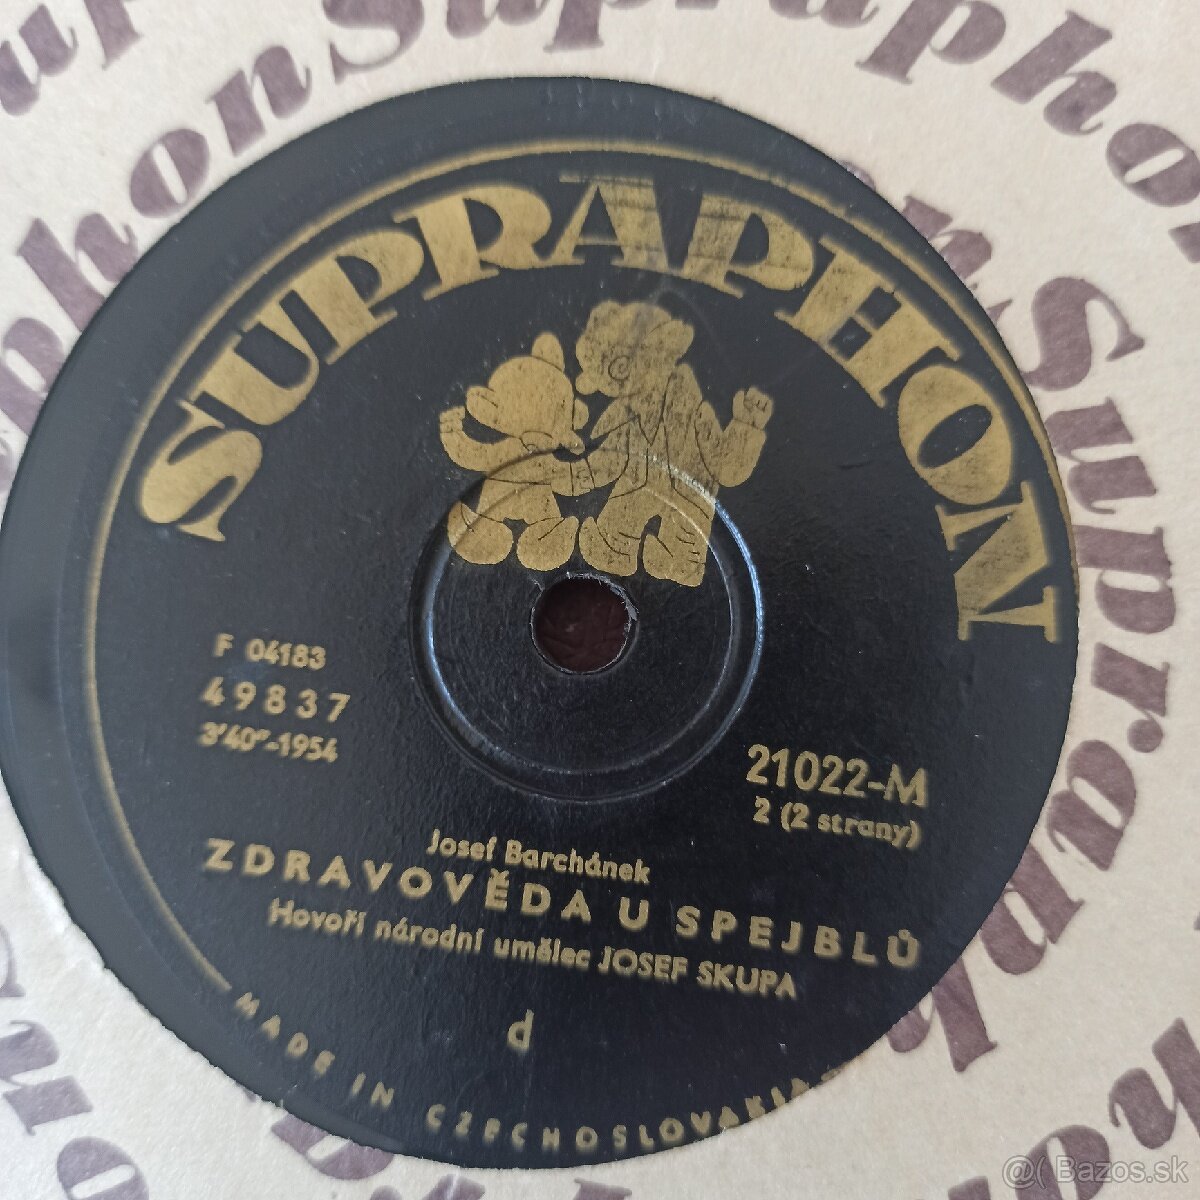 SUPRAPHON
F 04183
49837
3'40"-1954
21022-M
2 (2 strany)
Josef Barchánek
ZDRAVOVĚDA U SPEJBLŮ
Hovoří národní umělec JOSEF SKUPA
d
MADE IN CZECHOSLOVAKIA
Supraphon
Bazos.sk